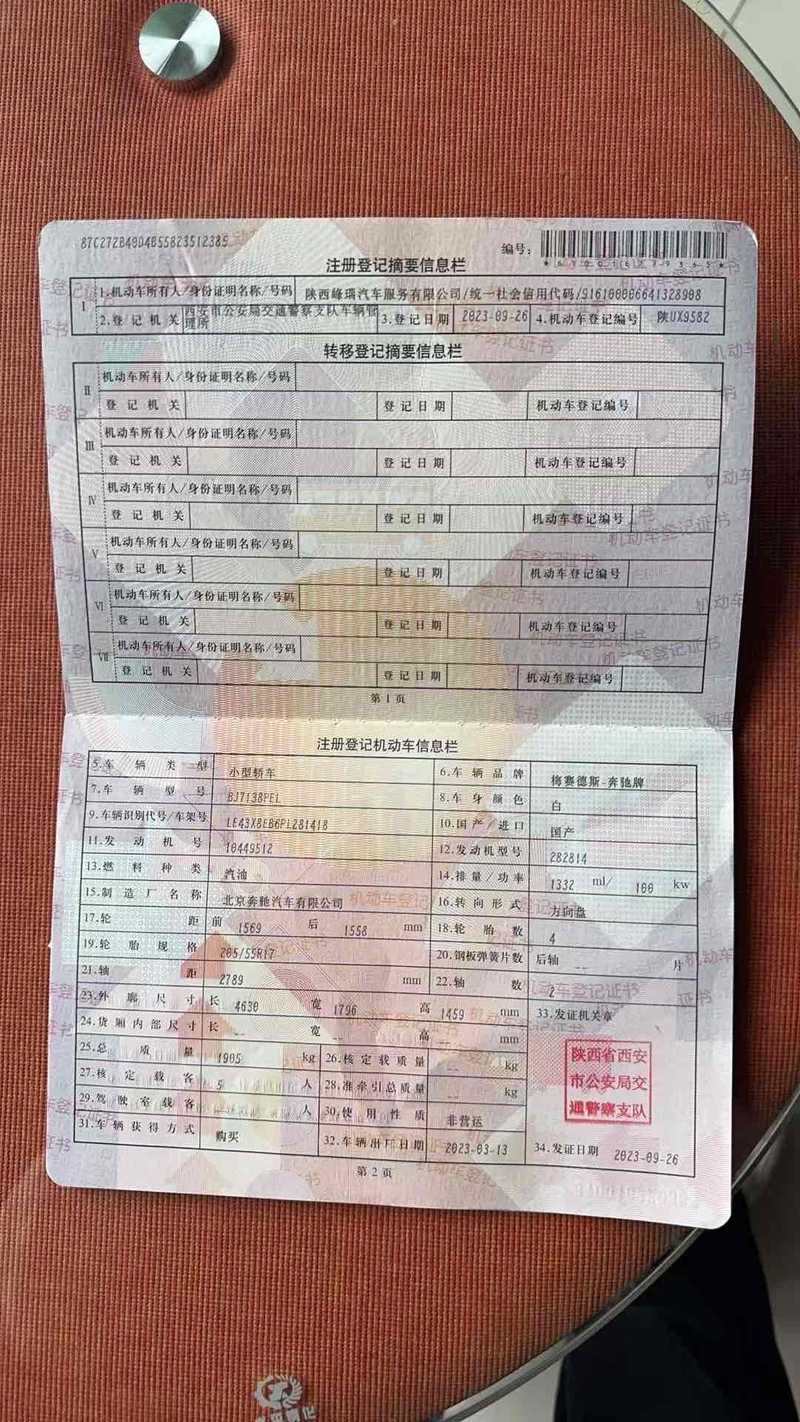 87C272B48D4B55823512385
编号:
注册登记摘要信息栏
Ⅰ 1.机动车所有人/身份证明名称/号码 陕西峰瑞汽车服务有限公司/统一社会信用代码/916100006641328908
2.登记机关 西安市公安局交通警察支队车辆管理所 3.登记日期 2023-09-26 4.机动车登记编号 陕UX9582
转移登记摘要信息栏
Ⅱ 机动车所有人/身份证明名称/号码
登记机关 登记日期 机动车登记编号
Ⅲ 机动车所有人/身份证明名称/号码
登记机关 登记日期 机动车登记编号
Ⅳ 机动车所有人/身份证明名称/号码
登记机关 登记日期 机动车登记编号
Ⅴ 机动车所有人/身份证明名称/号码
登记机关 登记日期 机动车登记编号
Ⅵ 机动车所有人/身份证明名称/号码
登记机关 登记日期 机动车登记编号
Ⅶ 机动车所有人/身份证明名称/号码
登记机关 登记日期 机动车登记编号
第1页
注册登记机动车信息栏
5.车辆类型 小型轿车 6.车辆品牌 梅赛德斯-奔驰牌
7.车辆型号 BJ7138PEL 8.车身颜色 白
9.车辆识别代号/车架号 LE43X8EB6PL281418 10.国产/进口 国产
11.发动机号 10449512 12.发动机型号 282814
13.燃料种类 汽油 14.排量/功率 1332 ml/ 100 kw
15.制造厂名称 北京奔驰汽车有限公司 16.转向形式 方向盘
17.轮距 前 1569 后 1558 mm 18.轮胎数 4
19.轮胎规格 205/55R17 20.钢板弹簧片数 后轴 -- 片
21.轴距 2789 mm 22.轴数 2
23.外廓尺寸 长 4630 宽 1796 高 1459 mm 33.发证机关章
24.货厢内部尺寸 长 -- 宽 -- 高 -- mm
25.总质量 1905 kg 26.核定载质量 -- kg
27.核定载客 5 人 28.准牵引总质量 -- kg
29.驾驶室载客 -- 人 30.使用性质 非营运
31.车辆获得方式 购买 32.车辆出厂日期 2023-03-13 34.发证日期 2023-09-26
陕西省西安
市公安局交
通警察支队
第2页